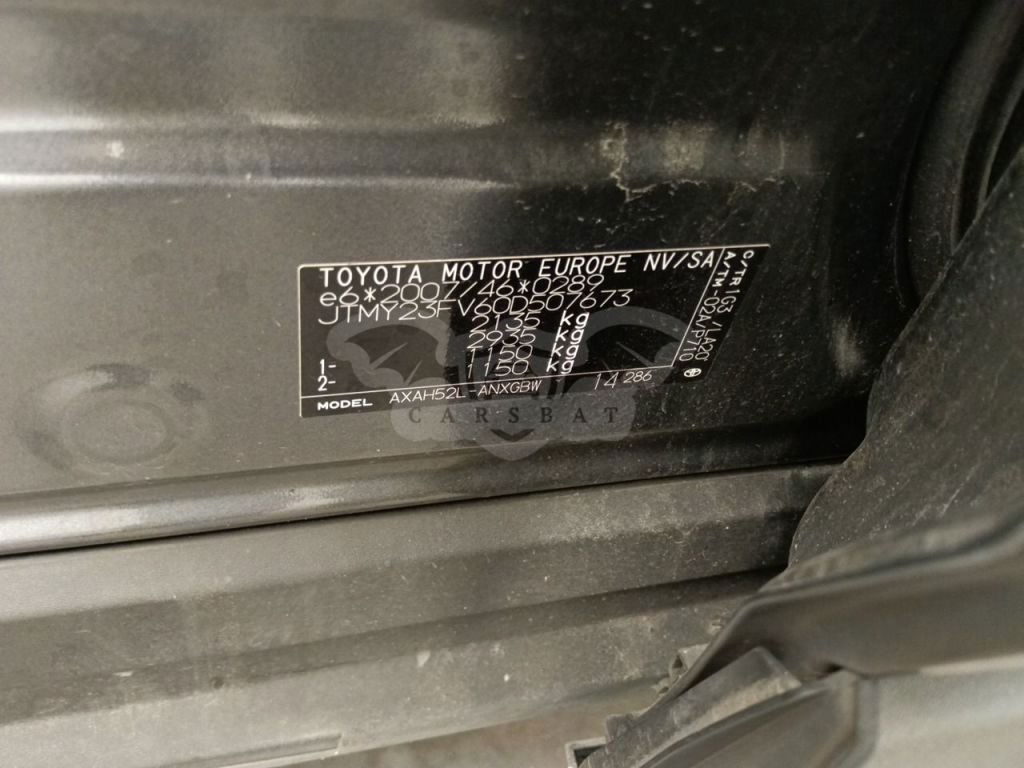 TOYOTA MOTOR EUROPE NV/SA
e6*2007/46*0289
JTMY23FV60D507673
2135 kg
2935 kg
1- 1150 kg
2- 1150 kg
MODEL AXAH52L-ANXGBW 14 286
C/TR 1G3 /LA20
A/TM-02A/P710
CARSBAT